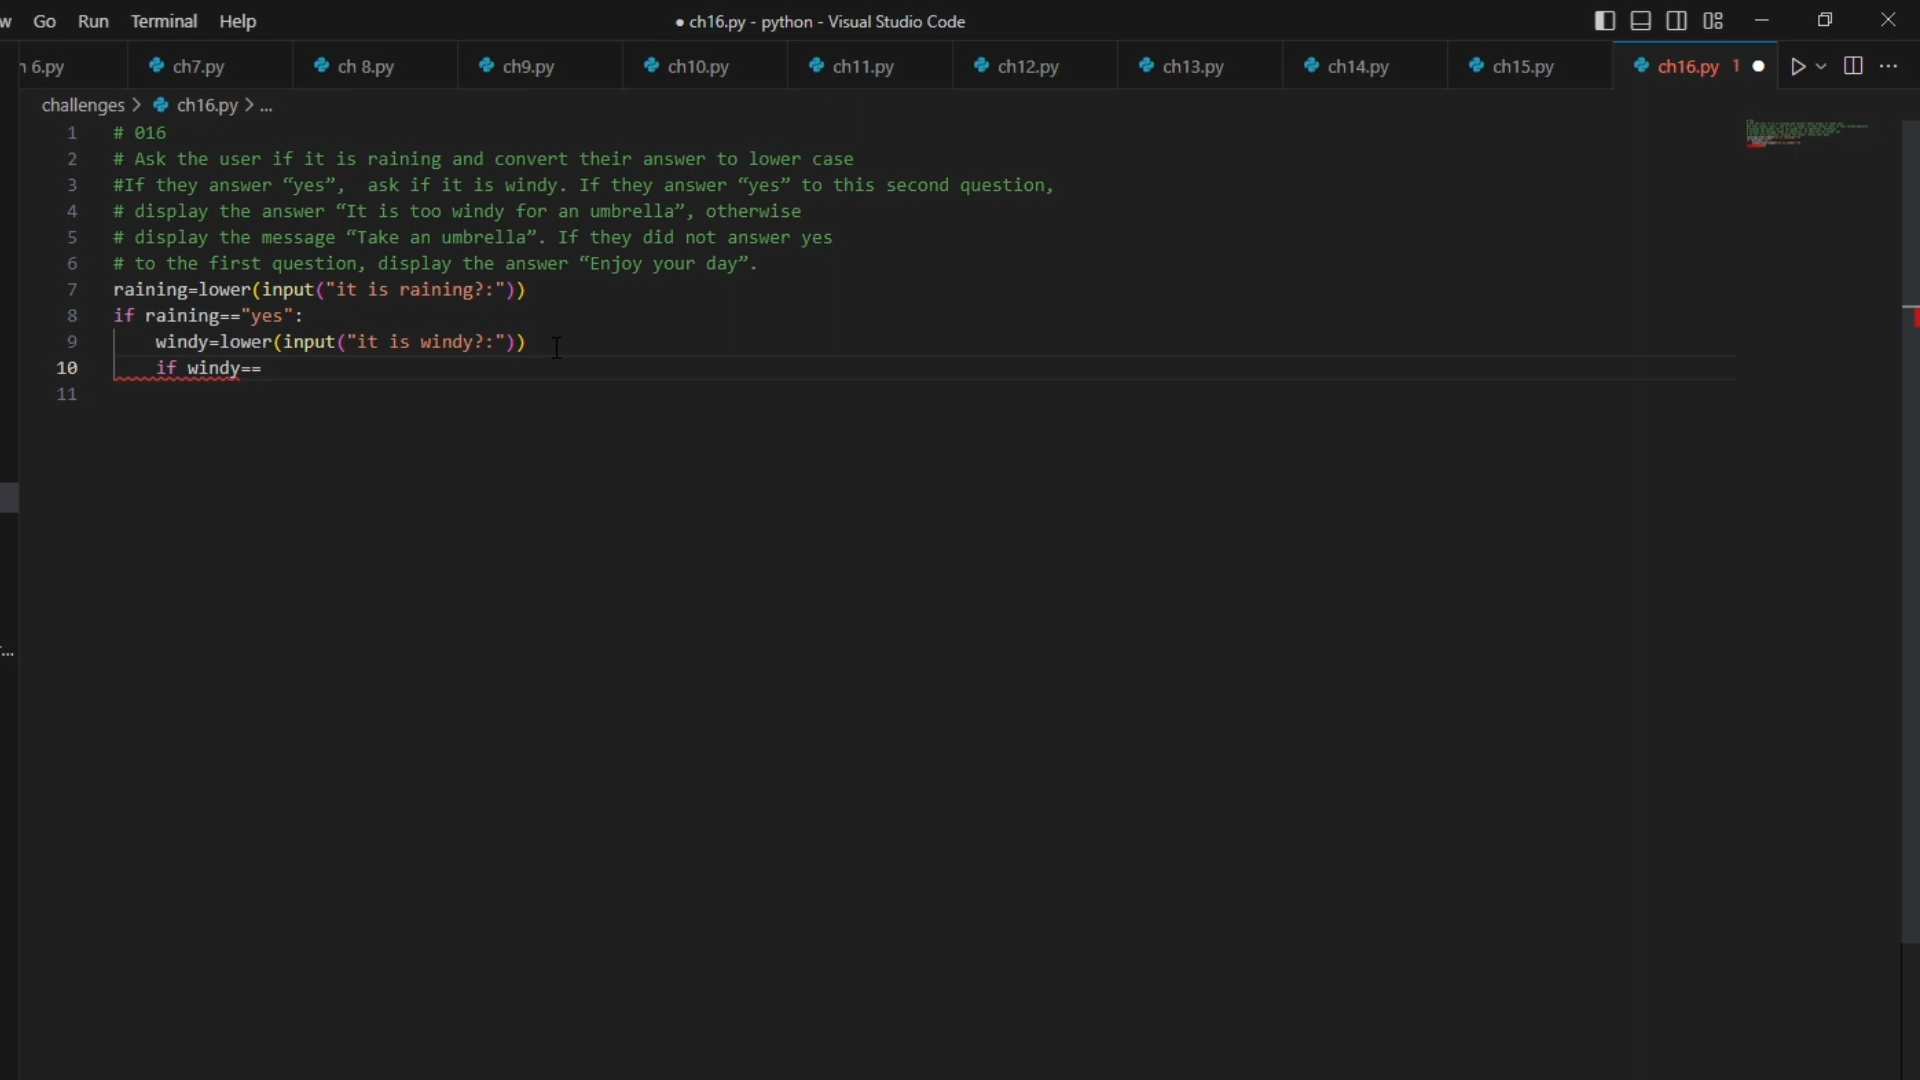 w Go Run Terminal Help ● ch16.py - python - Visual Studio Code
6.py ch7.py ch 8.py ch9.py ch10.py ch11.py ch12.py ch13.py ch14.py ch15.py ch16.py 1
challenges > ch16.py > ...
1 # 016
2 # Ask the user if it is raining and convert their answer to lower case
3 #If they answer “yes”,  ask if it is windy. If they answer “yes” to this second question,
4 # display the answer “It is too windy for an umbrella”, otherwise
5 # display the message “Take an umbrella”. If they did not answer yes
6 # to the first question, display the answer “Enjoy your day”.
7 raining=lower(input("it is raining?:"))
8 if raining=="yes":
9     windy=lower(input("it is windy?:"))
10     if windy==
11